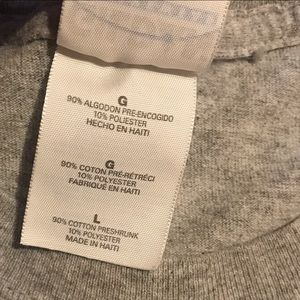 G
90% ALGODON PRE-ENCOGIDO
10% POLIESTER
HECHO EN HAITI
G
90% COTON PRÉ-RÉTRÉCI
10% POLYESTER
FABRIQUÉ EN HAITI
L
90% COTTON PRESHRUNK
10% POLYESTER
MADE IN HAITI